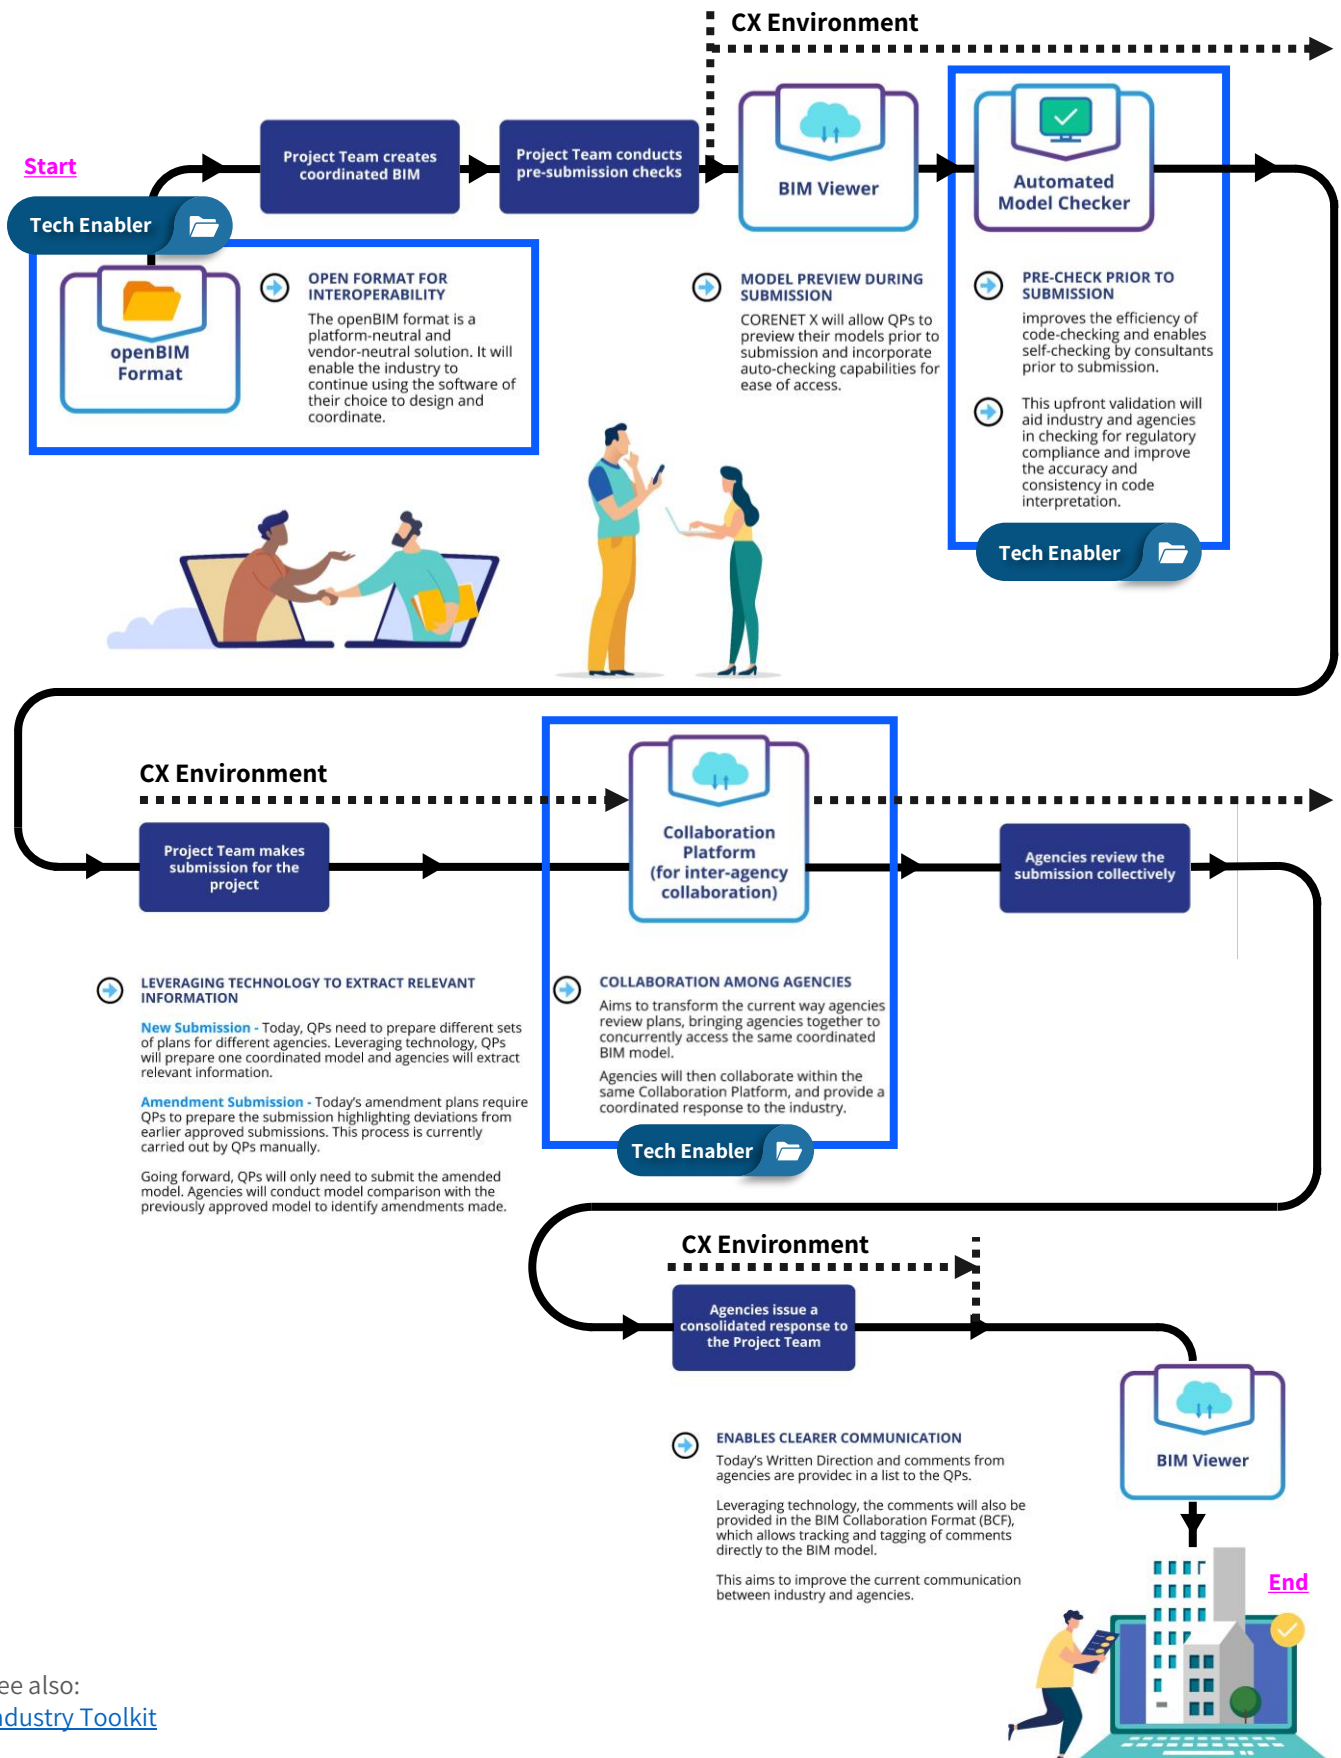 CX Environment
Start
Tech Enabler
Project Team creates
coordinated BIM
Project Team conducts
pre-submission checks
BIM Viewer
Automated
Model Checker
openBIM
Format
OPEN FORMAT FOR
INTEROPERABILITY
The openBIM format is a
platform-neutral and
vendor-neutral solution. It will
enable the industry to
continue using the software of
their choice to design and
coordinate.
MODEL PREVIEW DURING
SUBMISSION
CORENET X will allow QPs to
preview their models prior to
submission and incorporate
auto-checking capabilities for
ease of access.
PRE-CHECK PRIOR TO
SUBMISSION
improves the efficiency of
code-checking and enables
self-checking by consultants
prior to submission.
This upfront validation will
aid industry and agencies
in checking for regulatory
compliance and improve
the accuracy and
consistency in code
interpretation.
Tech Enabler
CX Environment
Project Team makes
submission for the
project
Collaboration
Platform
(for inter-agency
collaboration)
Agencies review the
submission collectively
LEVERAGING TECHNOLOGY TO EXTRACT RELEVANT
INFORMATION
New Submission - Today, QPs need to prepare different sets
of plans for different agencies. Leveraging technology, QPs
will prepare one coordinated model and agencies will extract
relevant information.
Amendment Submission - Today's amendment plans require
QPs to prepare the submission highlighting deviations from
earlier approved submissions. This process is currently
carried out by QPs manually.
Going forward, QPs will only need to submit the amended
model. Agencies will conduct model comparison with the
previously approved model to identify amendments made.
COLLABORATION AMONG AGENCIES
Aims to transform the current way agencies
review plans, bringing agencies together to
concurrently access the same coordinated
BIM model.
Agencies will then collaborate within the
same Collaboration Platform, and provide a
coordinated response to the industry.
Tech Enabler
CX Environment
Agencies issue a
consolidated response to
the Project Team
BIM Viewer
ENABLES CLEARER COMMUNICATION
Today's Written Direction and comments from
agencies are providec in a list to the QPs.
Leveraging technology, the comments will also be
provided in the BIM Collaboration Format (BCF),
which allows tracking and tagging of comments
directly to the BIM model.
This aims to improve the current communication
between industry and agencies.
End
ee also:
ndustry Toolkit